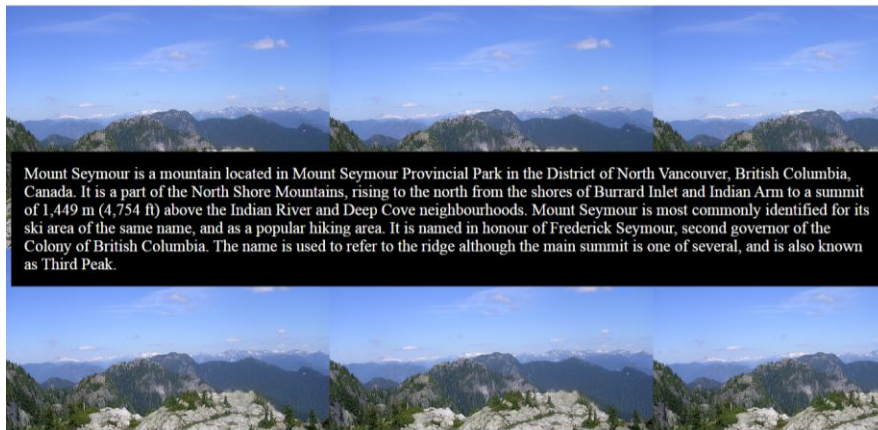 Mount Seymour is a mountain located in Mount Seymour Provincial Park in the District of North Vancouver, British Columbia,
Canada. It is a part of the North Shore Mountains, rising to the north from the shores of Burrard Inlet and Indian Arm to a summit
of 1,449 m (4,754 ft) above the Indian River and Deep Cove neighbourhoods. Mount Seymour is most commonly identified for its
ski area of the same name, and as a popular hiking area. It is named in honour of Frederick Seymour, second governor of the
Colony of British Columbia. The name is used to refer to the ridge although the main summit is one of several, and is also known
as Third Peak.